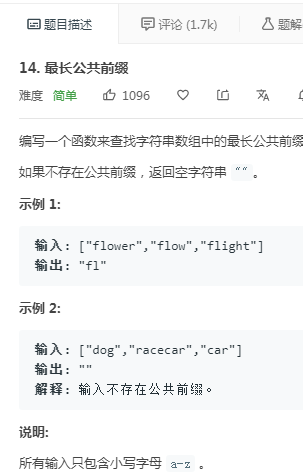 题目描述 评论 (1.7k) 题解
14. 最长公共前缀
难度 简单 1096
编写一个函数来查找字符串数组中的最长公共前缀
如果不存在公共前缀，返回空字符串 ""。
示例 1:
输入: ["flower","flow","flight"]
输出: "fl"
示例 2:
输入: ["dog","racecar","car"]
输出: ""
解释: 输入不存在公共前缀。
说明:
所有输入只包含小写字母 a-z 。